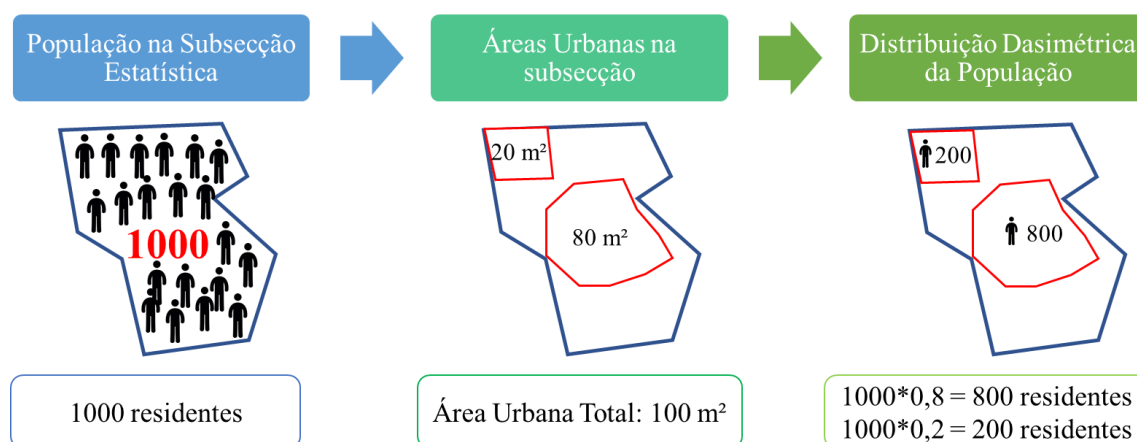 População na Subsecção
Estatística
Áreas Urbanas na
subsecção
Distribuição Dasimétrica
da População
1000
20 m²
80 m²
200
800
1000 residentes
Área Urbana Total: 100 m²
1000*0,8 = 800 residentes
1000*0,2 = 200 residentes